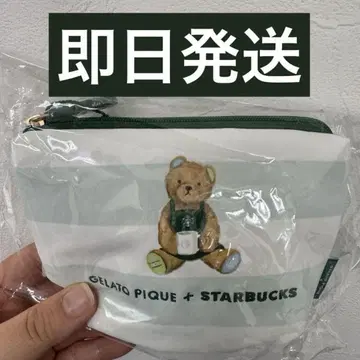 即日発送
GELATO PIQUE + STARBUCKS